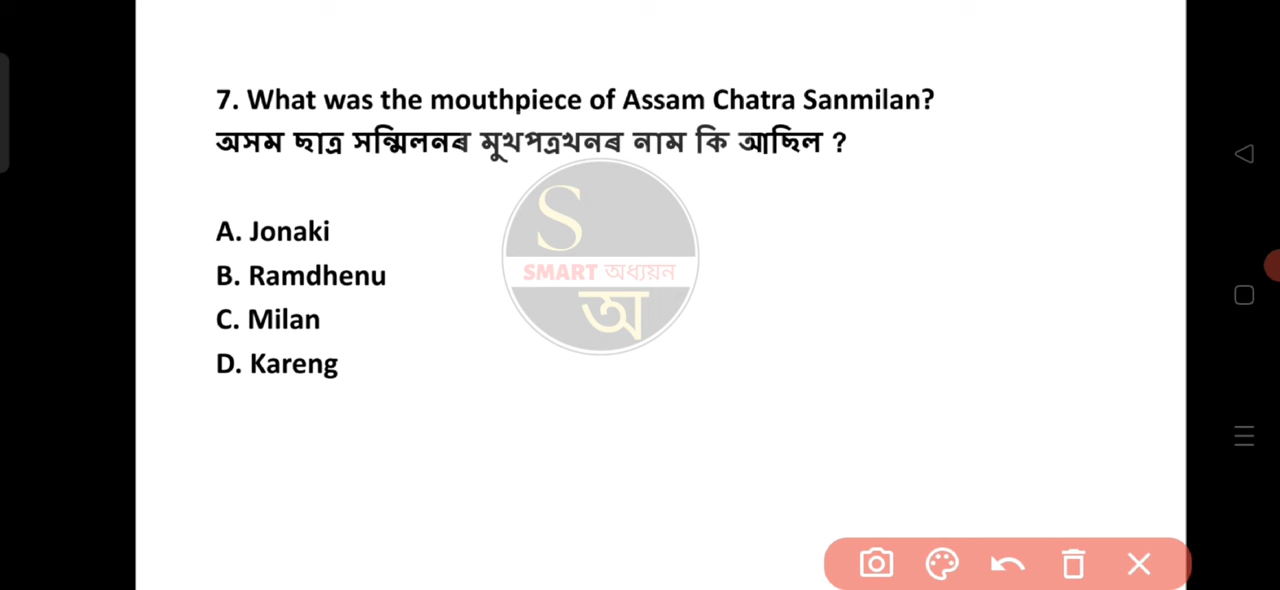 7. What was the mouthpiece of Assam Chatra Sanmilan?
অসম ছাত্ৰ সন্মিলনৰ মুখপত্ৰখনৰ নাম কি আছিল ?
S
SMART অধ্যয়ন
অ
A. Jonaki
B. Ramdhenu
C. Milan
D. Kareng